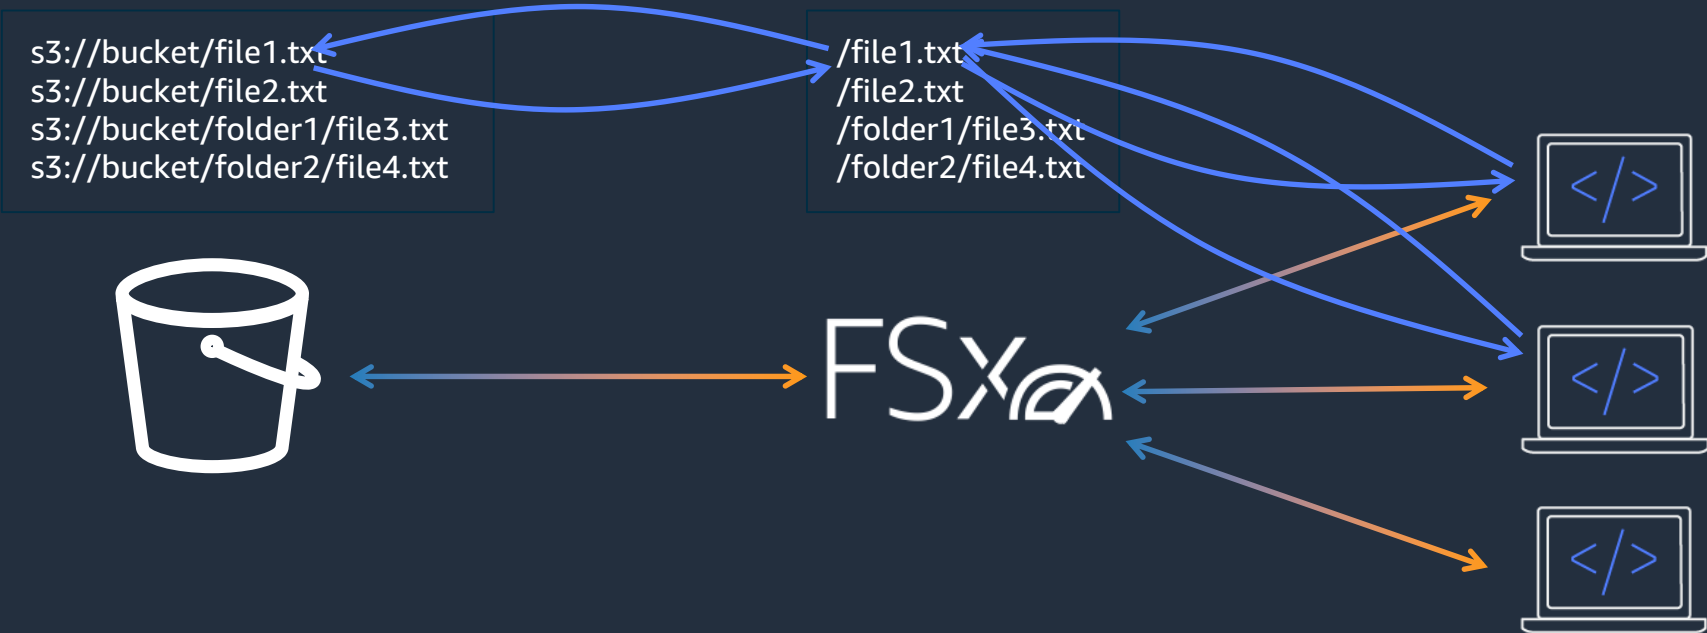 s3://bucket/file1.txt
s3://bucket/file2.txt
s3://bucket/folder1/file3.txt
s3://bucket/folder2/file4.txt
/file1.txt
/file2.txt
/folder1/file3.txt
/folder2/file4.txt
</>
FSx
</>
</>